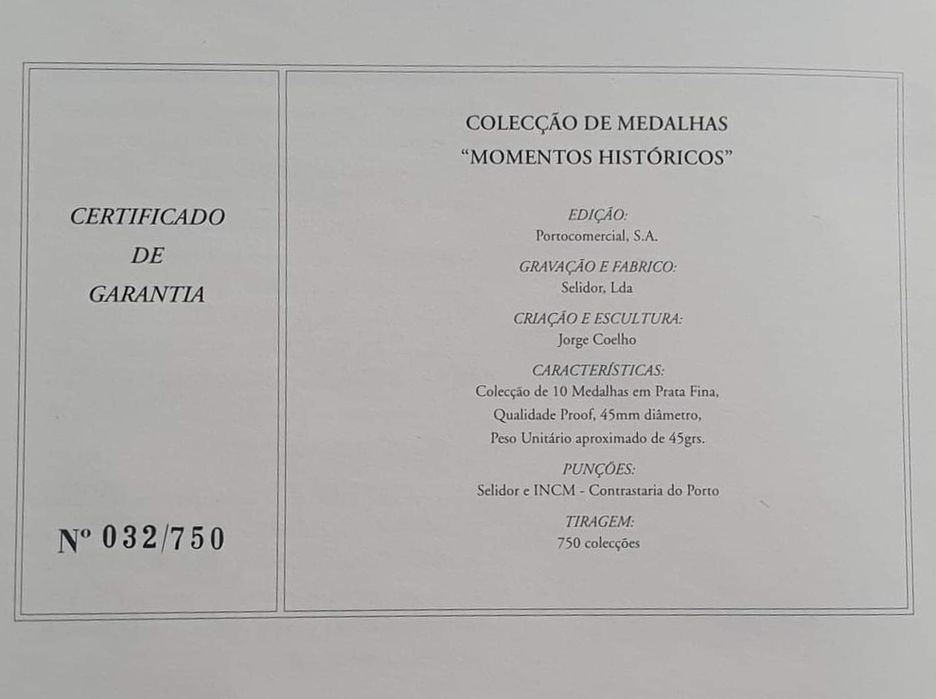 CERTIFICADO
DE
GARANTIA
Nº 032/750
COLECÇÃO DE MEDALHAS
“MOMENTOS HISTÓRICOS”
EDIÇÃO:
Portocomercial, S.A.
GRAVAÇÃO E FABRICO:
Selidor, Lda
CRIAÇÃO E ESCULTURA:
Jorge Coelho
CARACTERÍSTICAS:
Colecção de 10 Medalhas em Prata Fina,
Qualidade Proof, 45mm diâmetro,
Peso Unitário aproximado de 45grs.
PUNÇÕES:
Selidor e INCM - Contrastaria do Porto
TIRAGEM:
750 colecções